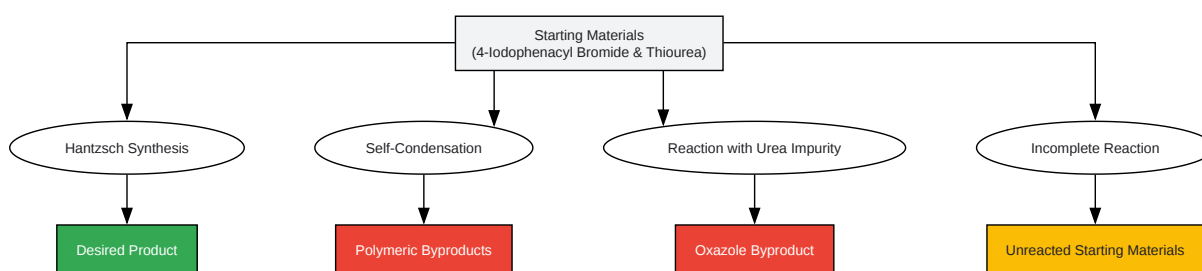 Starting Materials
(4-Iodophenacyl Bromide & Thiourea)
Hantzsch Synthesis
Self-Condensation
Reaction with Urea Impurity
Incomplete Reaction
Desired Product
Polymeric Byproducts
Oxazole Byproduct
Unreacted Starting Materials